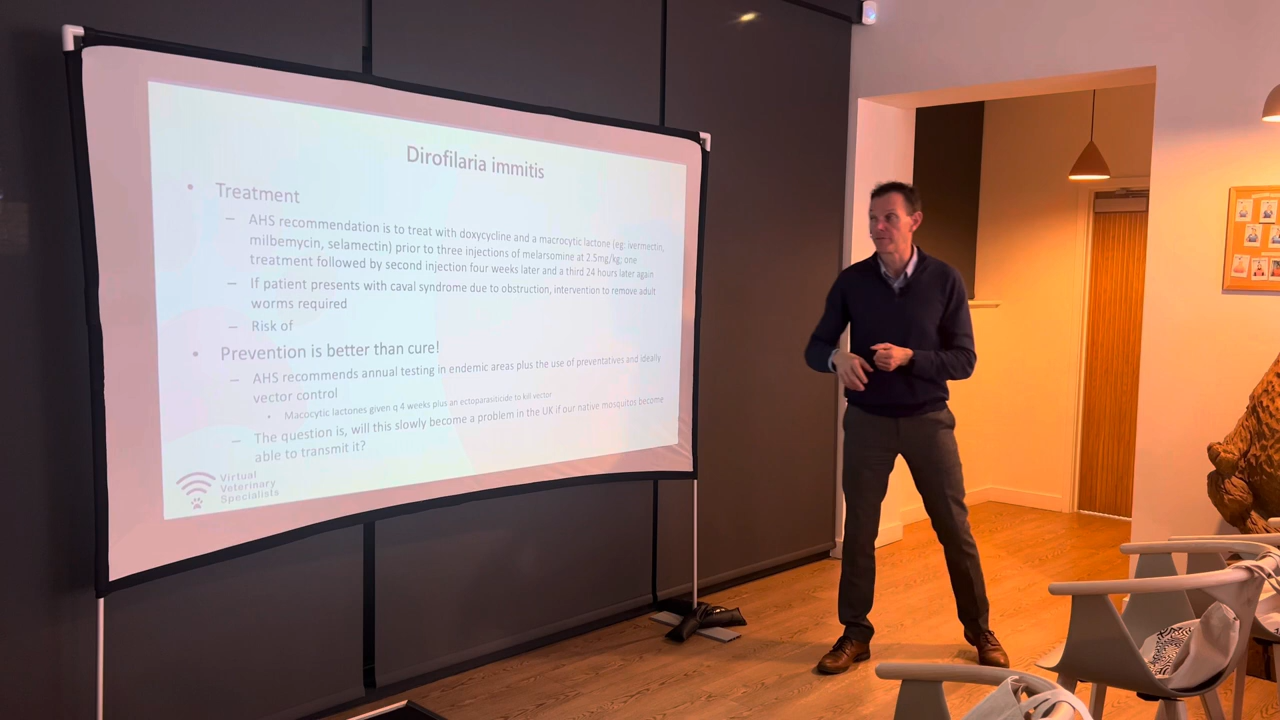 Dirofilaria immitis
• Treatment
– AHS recommendation is to treat with doxycycline and a macrocytic lactone (eg: ivermectin,
milbemycin, selamectin) prior to three injections of melarsomine at 2.5mg/kg; one
treatment followed by second injection four weeks later and a third 24 hours later again
– If patient presents with caval syndrome due to obstruction, intervention to remove adult
worms required
– Risk of
• Prevention is better than cure!
– AHS recommends annual testing in endemic areas plus the use of preventatives and ideally
vector control
• Macocytic lactones given q 4 weeks plus an ectoparasiticide to kill vector
– The question is, will this slowly become a problem in the UK if our native mosquitos become
able to transmit it?
Virtual
Veterinary
Specialists